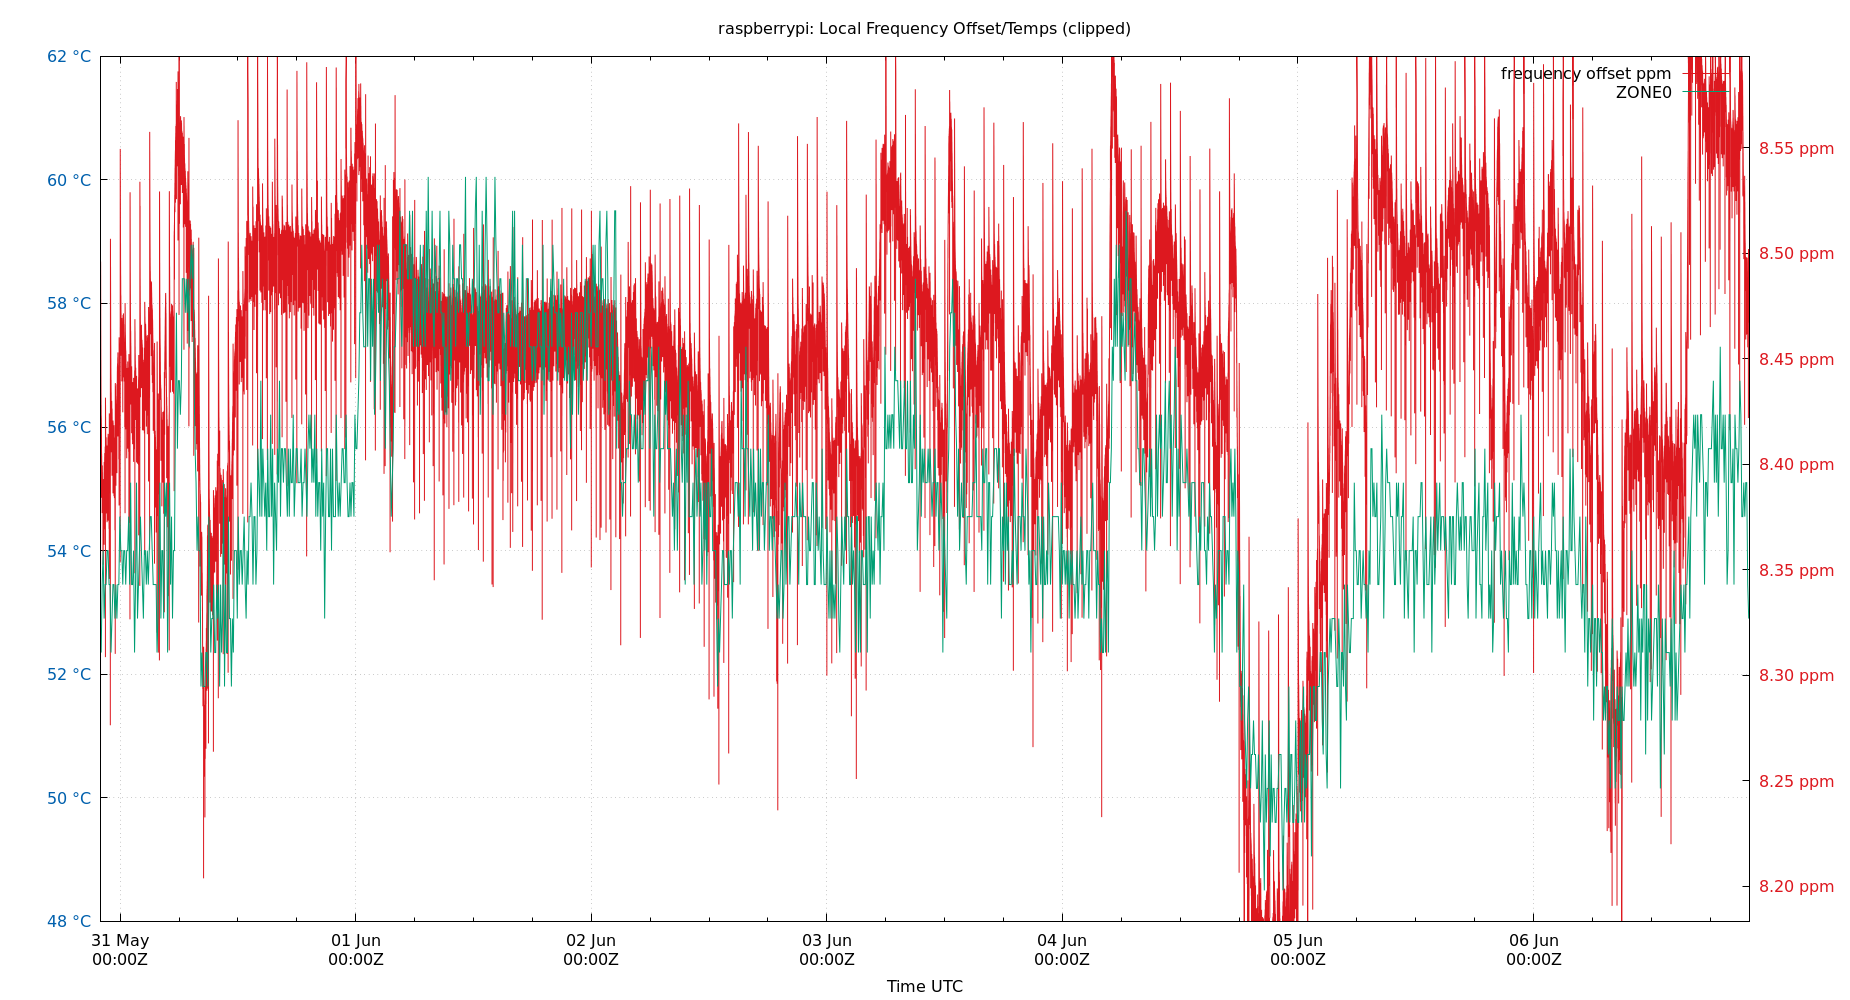 raspberrypi: Local Frequency Offset/Temps (clipped)
frequency offset ppm
ZONE0
62 °C
60 °C
58 °C
56 °C
54 °C
52 °C
50 °C
48 °C
8.55 ppm
8.50 ppm
8.45 ppm
8.40 ppm
8.35 ppm
8.30 ppm
8.25 ppm
8.20 ppm
31 May 01 Jun 02 Jun 03 Jun 04 Jun 05 Jun 06 Jun
00:00Z 00:00Z 00:00Z 00:00Z 00:00Z 00:00Z 00:00Z
Time UTC